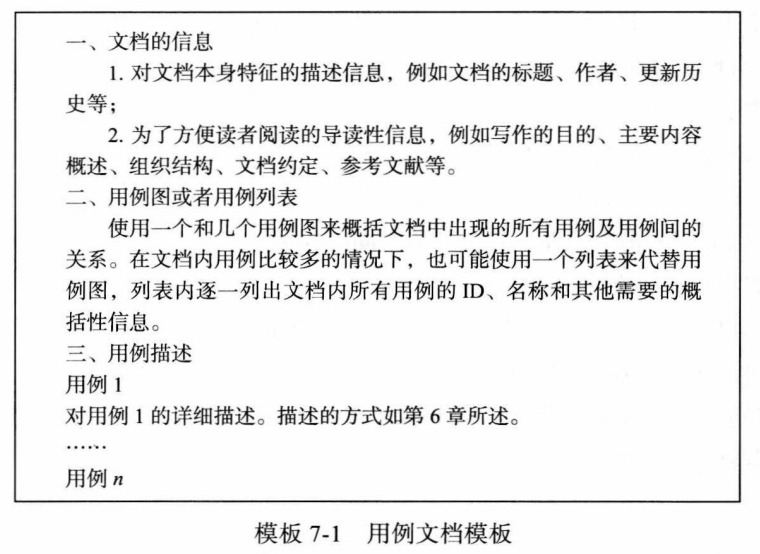 一、文档的信息
1. 对文档本身特征的描述信息，例如文档的标题、作者、更新历
史等；
2. 为了方便读者阅读的导读性信息，例如写作的目的、主要内容
概述、组织结构、文档约定、参考文献等。
二、用例图或者用例列表
使用一个和几个用例图来概括文档中出现的所有用例及用例间的
关系。在文档内用例比较多的情况下，也可能使用一个列表来代替用
例图，列表内逐一列出文档内所有用例的 ID、名称和其他需要的概
括性信息。
三、用例描述
用例 1
对用例 1 的详细描述。描述的方式如第 6 章所述。
……
用例 n
模板 7-1 用例文档模板